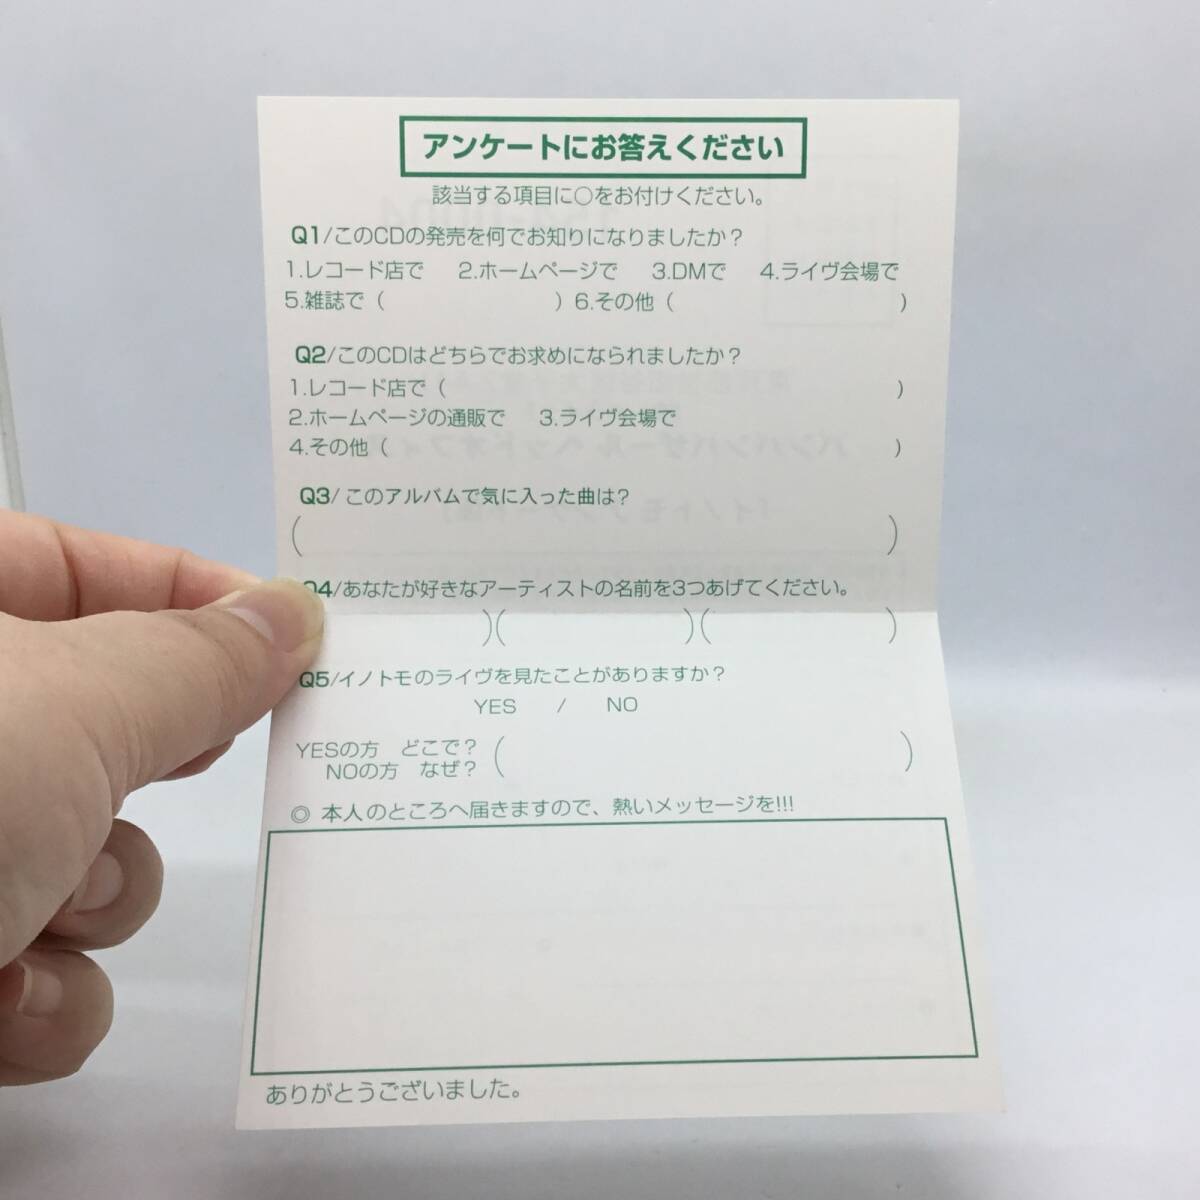 アンケートにお答えください
該当する項目に○をお付けください。
Q1/このCDの発売を何でお知りになりましたか？
1.レコード店で　2.ホームページで　3.DMで　4.ライヴ会場で
5.雑誌で（　　　　　　　　）6.その他（　　　　　　　　　　）
Q2/このCDはどちらでお求めになられましたか？
1.レコード店で（　　　　　　　　　　　　　　　　　　　）
2.ホームページの通販で　3.ライヴ会場で
4.その他（　　　　　　　　　　　　　　　　　　　　　　）
Q3/このアルバムで気に入った曲は？
（　　　　　　　　　　　　　　　　　　　　　　　　　　）
Q4/あなたが好きなアーティストの名前を3つあげてください。
）（　　　　　　　　）（　　　　　　　　）
Q5/イノトモのライヴを見たことがありますか？
YES　/　NO
YESの方　どこで？
NOの方　なぜ？（　　　　　　　　　　　　　　　　　　）
◎ 本人のところへ届きますので、熱いメッセージを!!!
ありがとうございました。